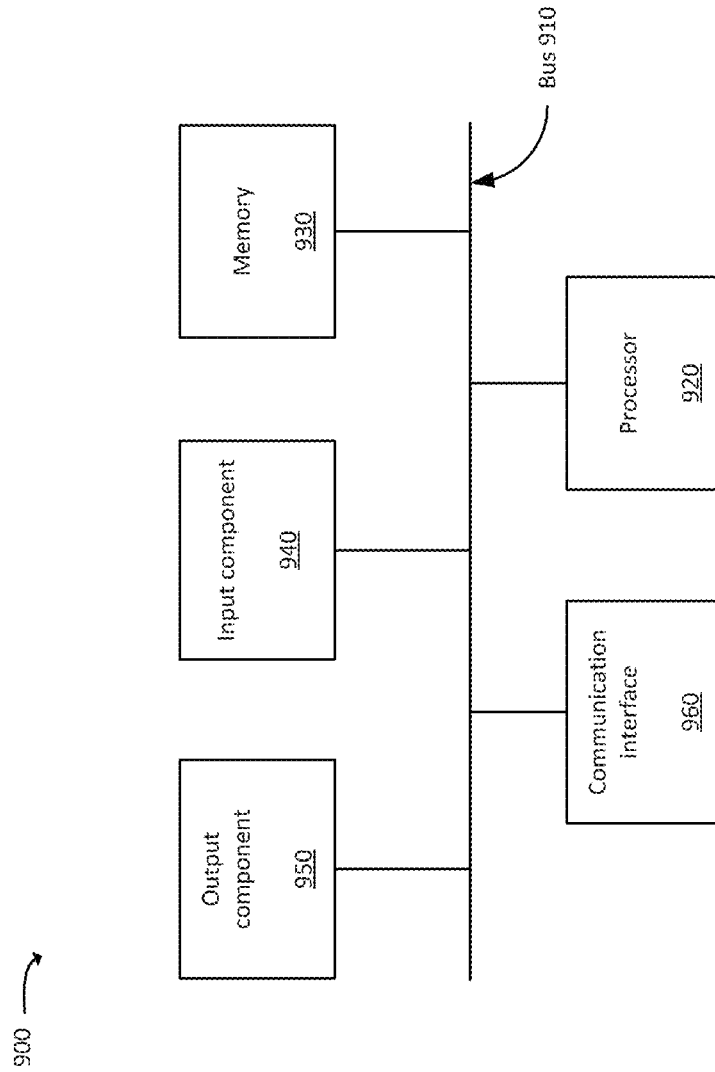 900
Output
component
950
Input component
940
Memory
930
Bus 910
Communication
interface
960
Processor
920